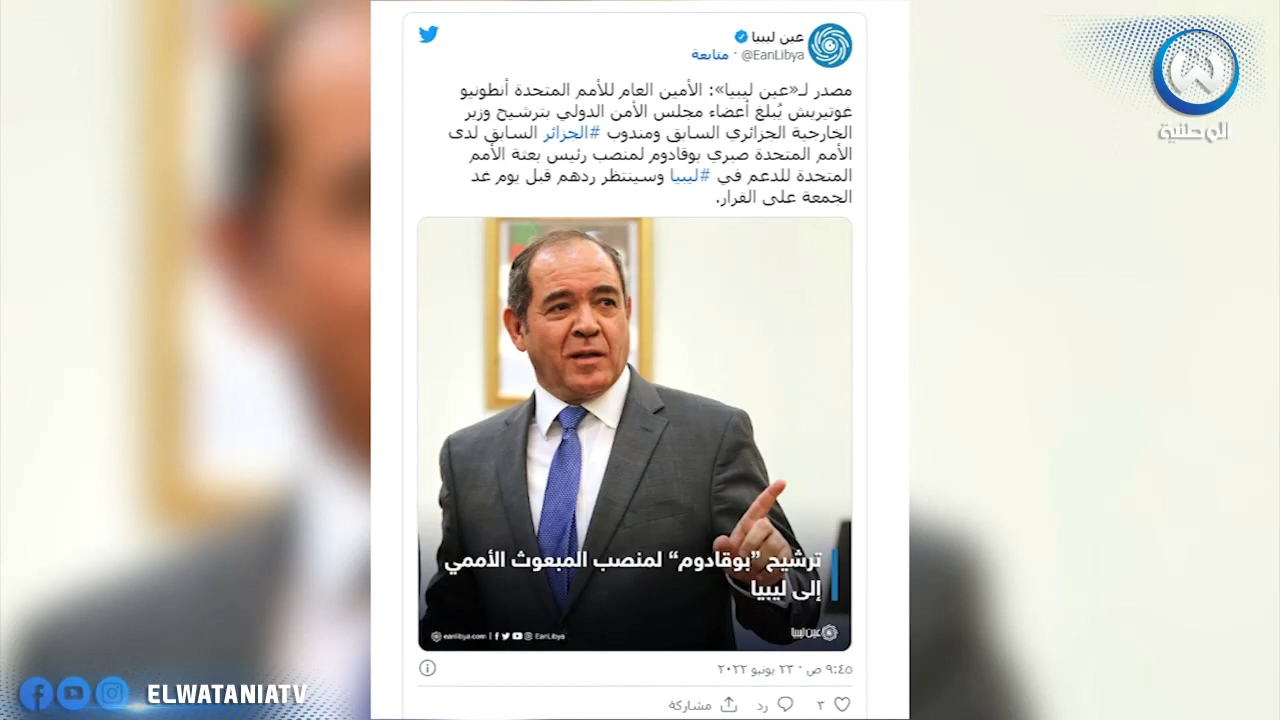 عين ليبيا
@EanLibya · متابعة
مصدر لـ«عين ليبيا»: الأمين العام للأمم المتحدة أنطونيو
غوتيريش يُبلغ أعضاء مجلس الأمن الدولي بترشيح وزير
الخارجية الجزائري السابق ومندوب #الجزائر السابق لدى
الأمم المتحدة صبري بوقادوم لمنصب رئيس بعثة الأمم
المتحدة للدعم في #ليبيا وسينتظر ردهم قبل يوم غد
الجمعة على القرار.
ترشيح ”بوقادوم“ لمنصب المبعوث الأممي
إلى ليبيا
عين ليبيا
eanlibya.com | EanLibya
٩:٤٥ ص · ٢٣ يونيو ٢٠٢٢
٣ رد مشاركة
الوطنية
ELWATANIATV